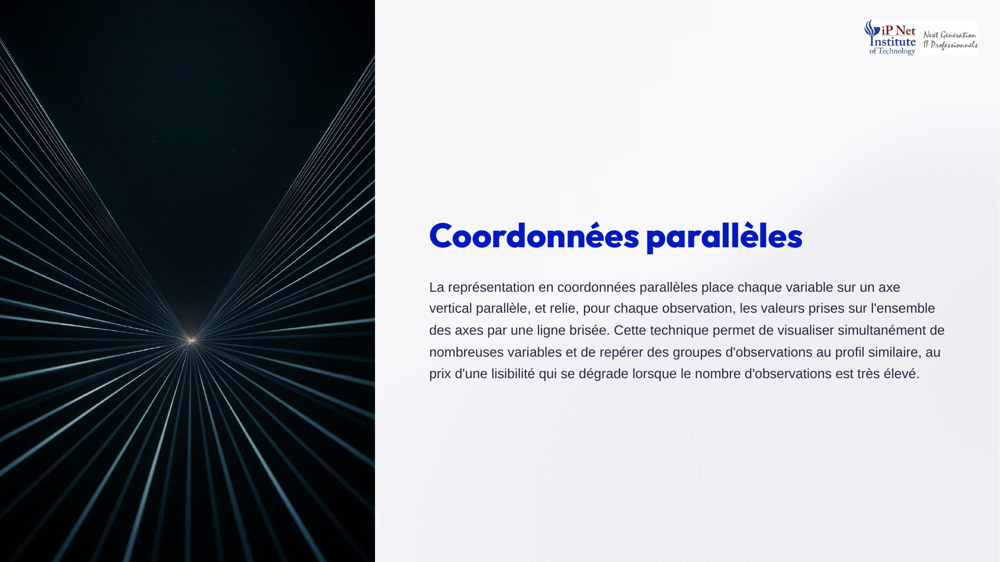 iP Net
Institute
of Technology
Next Generation
IT Professionnels
Coordonnées parallèles
La représentation en coordonnées parallèles place chaque variable sur un axe
vertical parallèle, et relie, pour chaque observation, les valeurs prises sur l'ensemble
des axes par une ligne brisée. Cette technique permet de visualiser simultanément de
nombreuses variables et de repérer des groupes d'observations au profil similaire, au
prix d'une lisibilité qui se dégrade lorsque le nombre d'observations est très élevé.